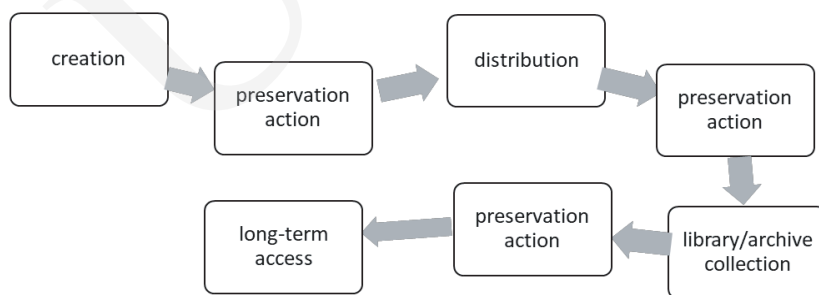 creation
preservation
action
distribution
preservation
action
library/archive
collection
preservation
action
long-term
access